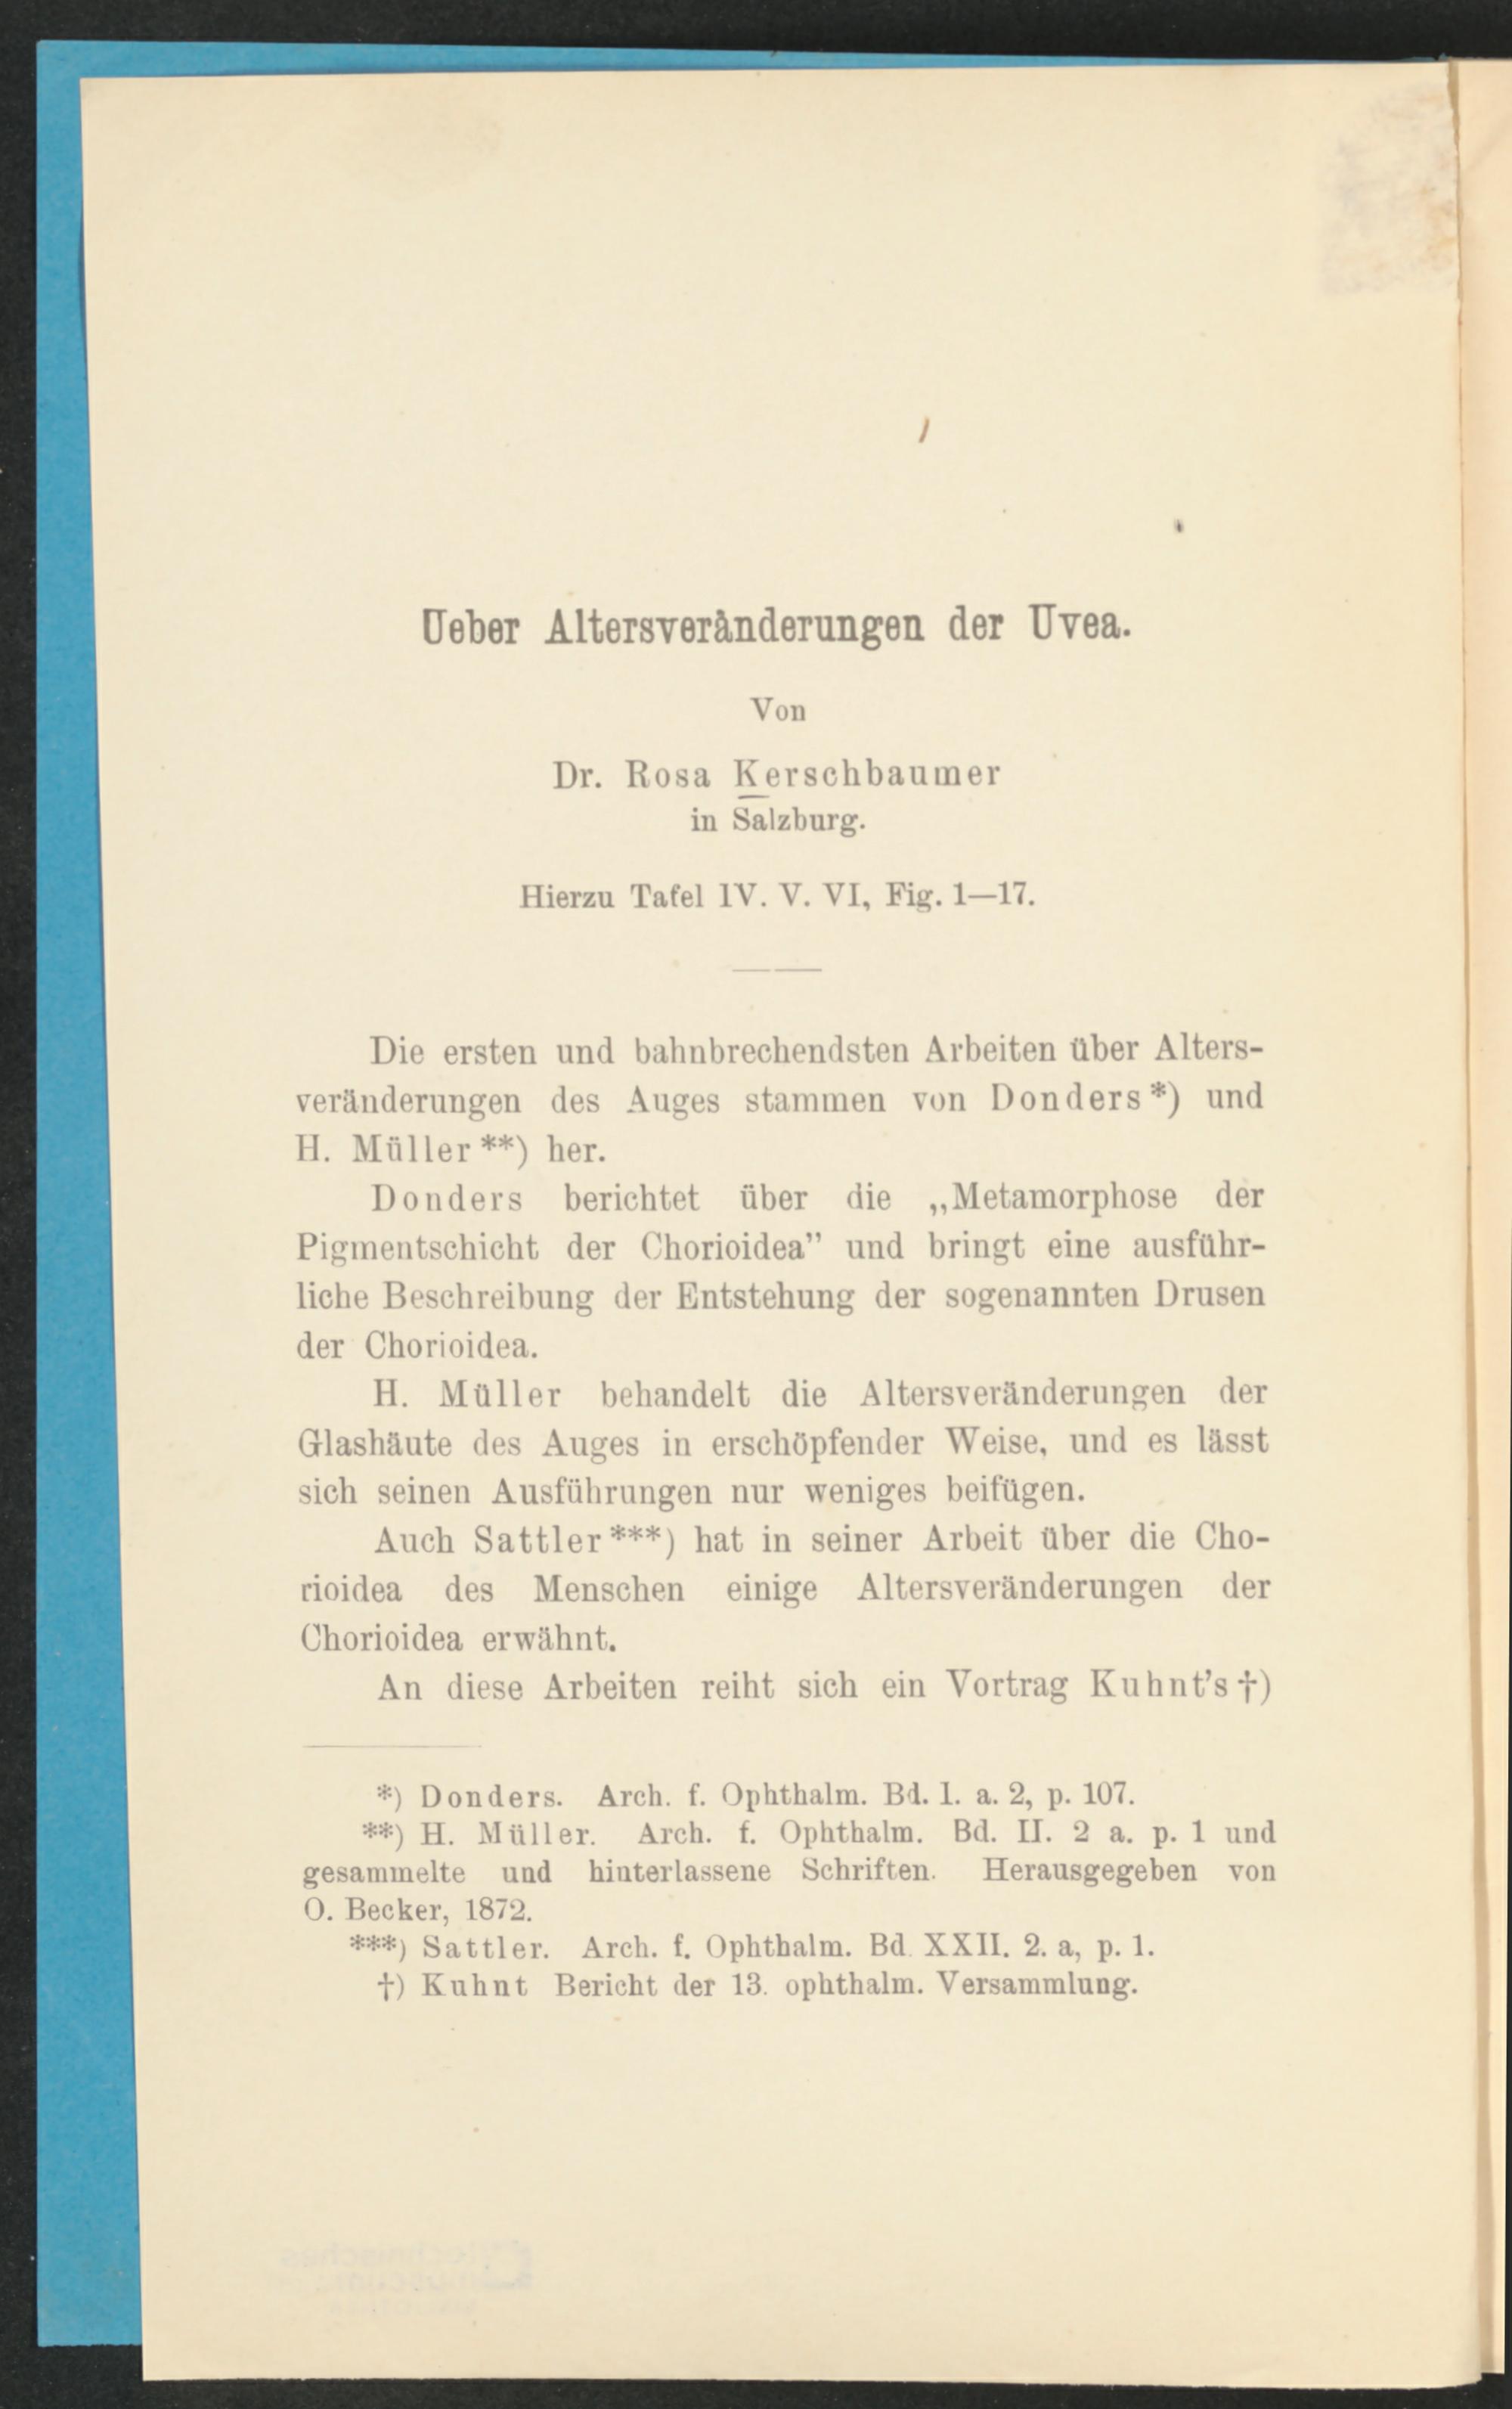 Ueber Altersveränderungen der Uvea.
Von
Dr. Rosa Kerschbaumer
in Salzburg.
Hierzu Tafel IV. V. VI, Fig. 1—17.
Die ersten und bahnbrechendsten Arbeiten über Alters-
veränderungen des Auges stammen von Donders*) und
H. Müller**) her.
Donders berichtet über die „Metamorphose der
Pigmentschicht der Chorioidea” und bringt eine ausführ-
liche Beschreibung der Entstehung der sogenannten Drusen
der Chorioidea.
H. Müller behandelt die Altersveränderungen der
Glashäute des Auges in erschöpfender Weise, und es lässt
sich seinen Ausführungen nur weniges beifügen.
Auch Sattler***) hat in seiner Arbeit über die Cho-
rioidea des Menschen einige Altersveränderungen der
Chorioidea erwähnt.
An diese Arbeiten reiht sich ein Vortrag Kuhnt's†)
*) Donders. Arch. f. Ophthalm. Bd. I. a. 2, p. 107.
**) H. Müller. Arch. f. Ophthalm. Bd. II. 2 a. p. 1 und
gesammelte und hinterlassene Schriften. Herausgegeben von
O. Becker, 1872.
***) Sattler. Arch. f. Ophthalm. Bd. XXII. 2. a, p. 1.
†) Kuhnt Bericht der 13. ophthalm. Versammlung.